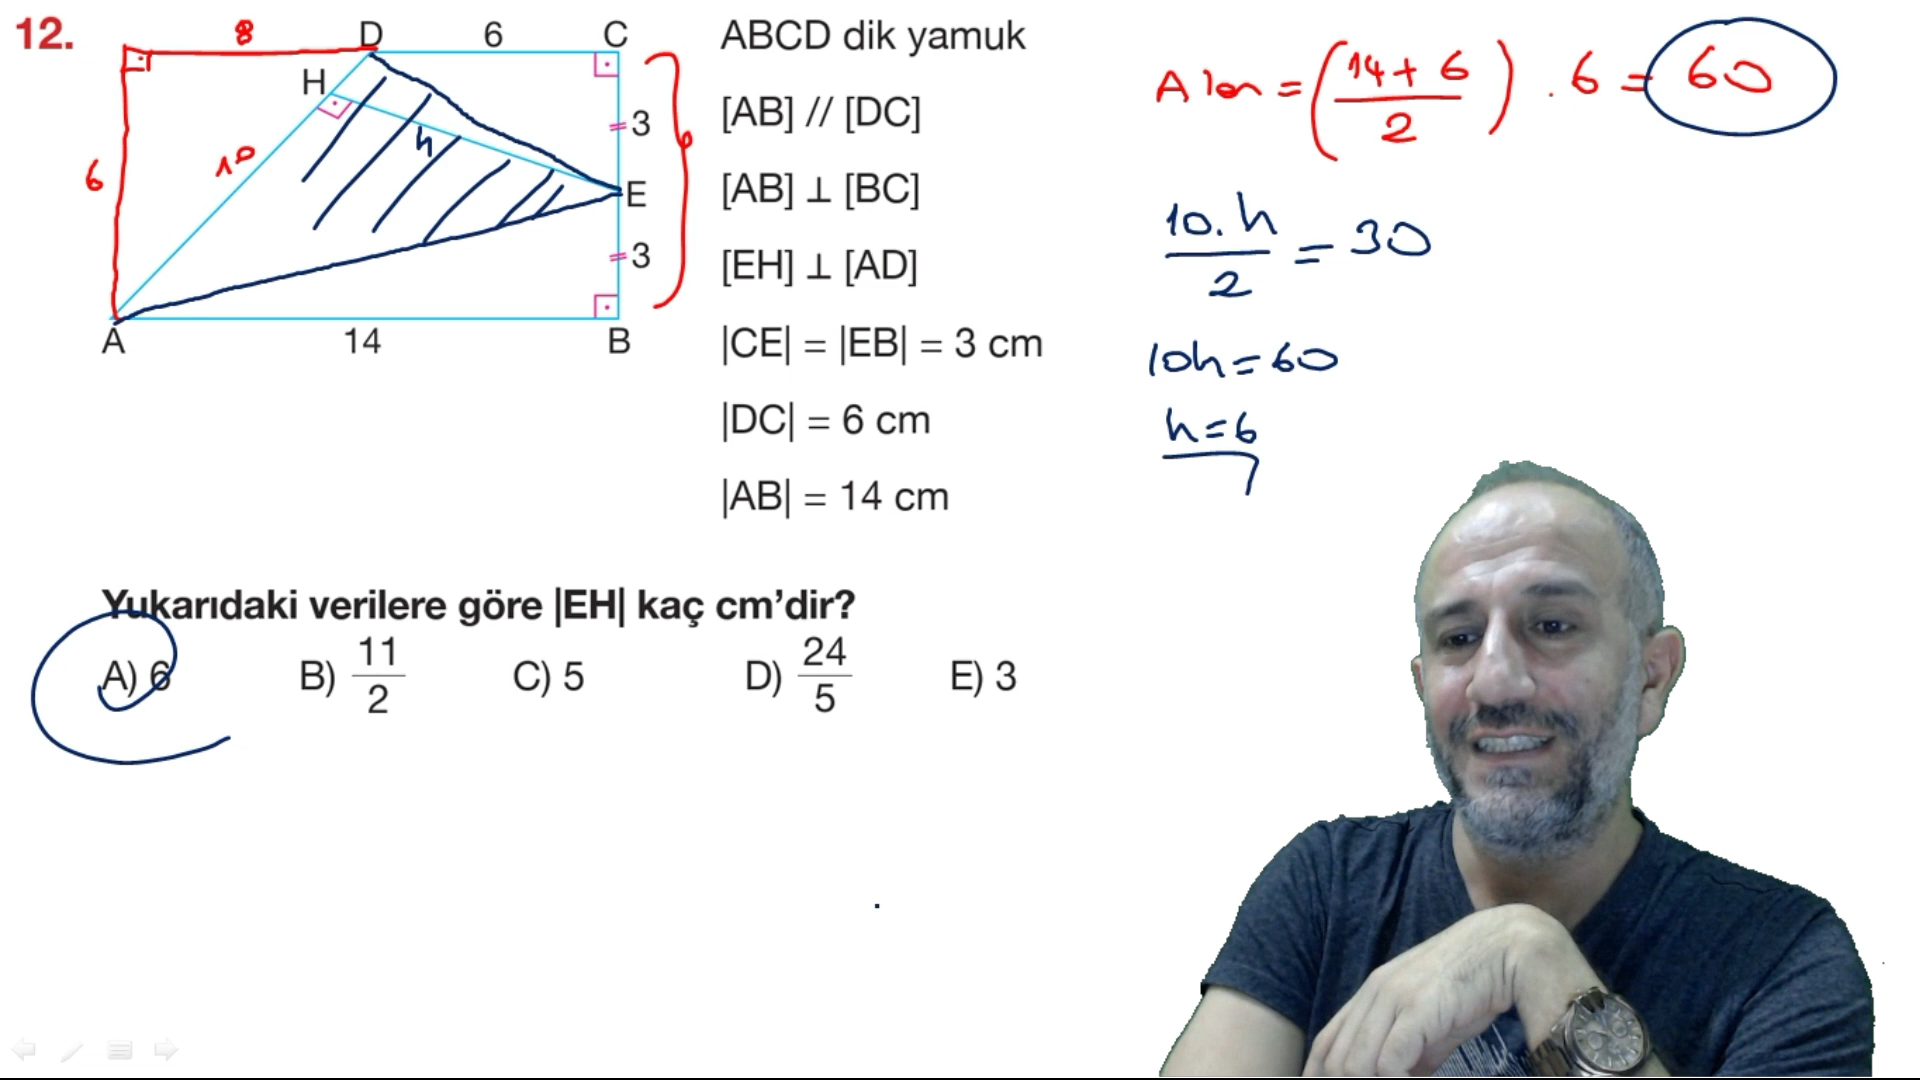 12.
8
D
6
C
H
3
h
6
10
6
E
3
A
14
B
ABCD dik yamuk
[AB] // [DC]
[AB] ⊥ [BC]
[EH] ⊥ [AD]
|CE| = |EB| = 3 cm
|DC| = 6 cm
|AB| = 14 cm
Alan = (14 + 6 / 2) . 6 = 60
10.h / 2 = 30
10h = 60
h = 6
Yukarıdaki verilere göre |EH| kaç cm'dir?
A) 6 B) 11/2 C) 5 D) 24/5 E) 3